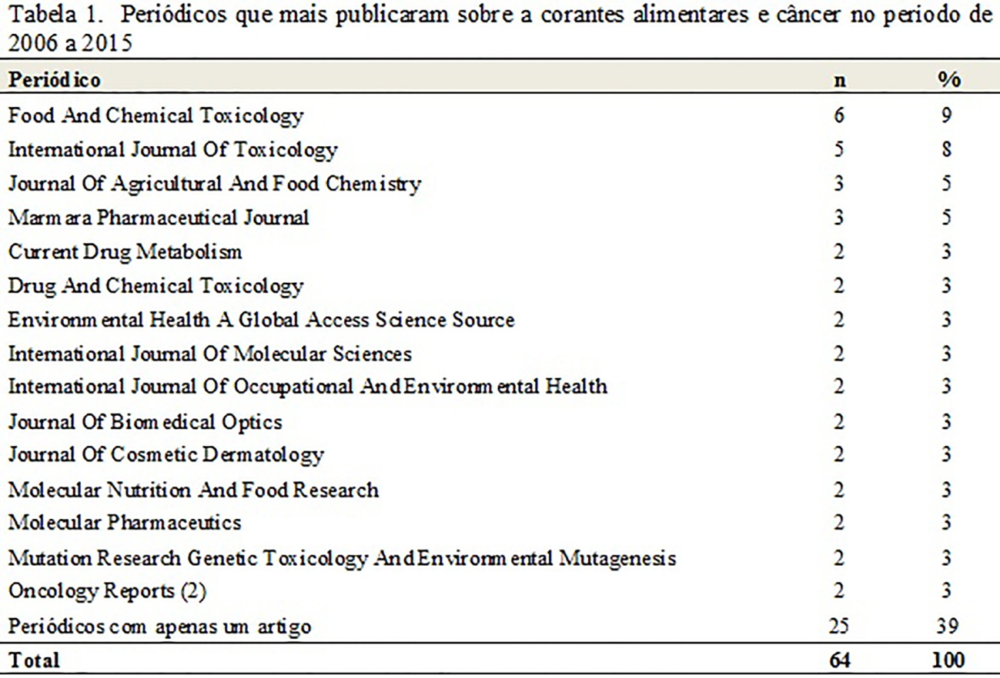 Tabela 1. Periódicos que mais publicaram sobre a corantes alimentares e câncer no periodo de
2006 a 2015
Periódico n %
Food And Chemical Toxicology 6 9
International Journal Of Toxicology 5 8
Journal Of Agricultural And Food Chemistry 3 5
Marmara Pharmaceutical Journal 3 5
Current Drug Metabolism 2 3
Drug And Chemical Toxicology 2 3
Environmental Health A Global Access Science Source 2 3
International Journal Of Molecular Sciences 2 3
International Journal Of Occupational And Environmental Health 2 3
Journal Of Biomedical Optics 2 3
Journal Of Cosmetic Dermatology 2 3
Molecular Nutrition And Food Research 2 3
Molecular Pharmaceutics 2 3
Mutation Research Genetic Toxicology And Environmental Mutagenesis 2 3
Oncology Reports (2) 2 3
Periódicos com apenas um artigo 25 39
Total 64 100